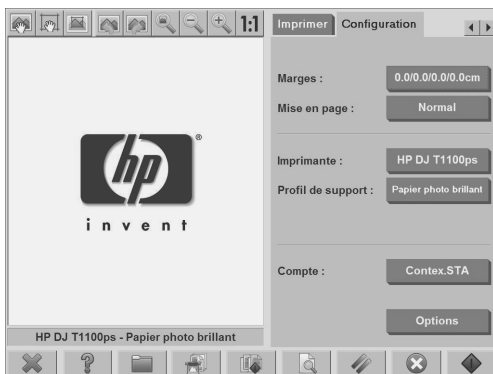 1:1
Imprimer Configuration
Marges : 0.0/0.0/0.0/0.0cm
Mise en page : Normal
Imprimante : HP DJ T1100ps
Profil de support : Papier photo brillant
Compte : Contex.STA
Options
hp
®
invent
HP DJ T1100ps - Papier photo brillant
?